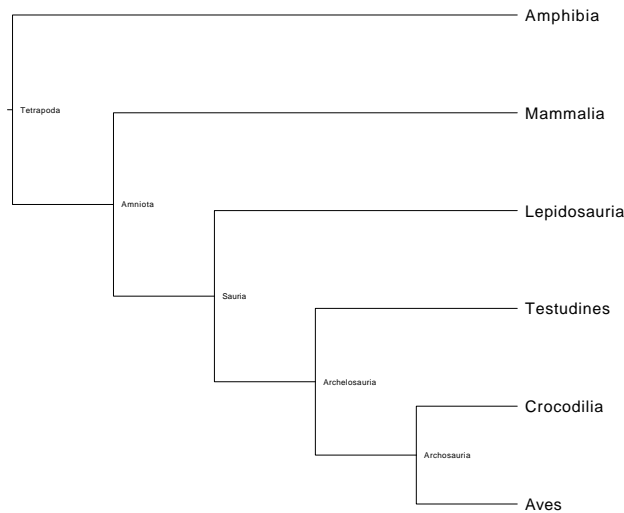 Amphibia
Tetrapoda
Mammalia
Amniota
Lepidosauria
Sauria
Testudines
Archelosauria
Crocodilia
Archosauria
Aves